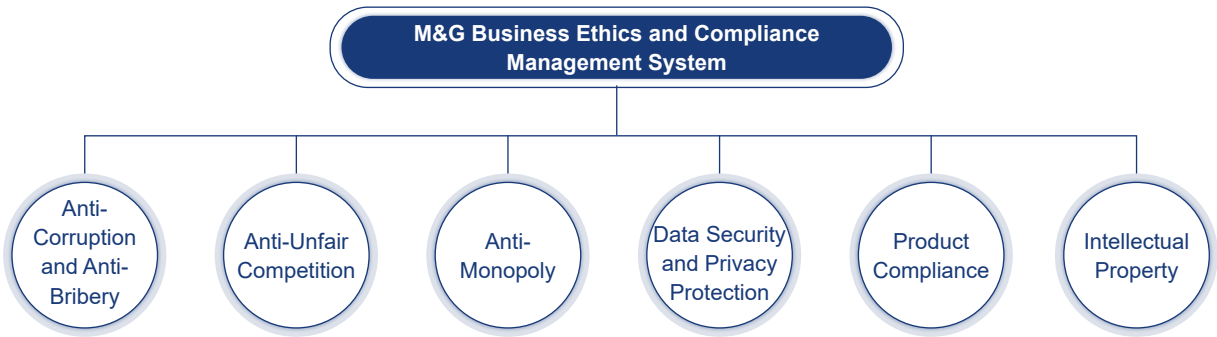 M&G Business Ethics and Compliance
Management System
Anti-
Corruption
and Anti-
Bribery
Anti-Unfair
Competition
Anti-
Monopoly
Data Security
and Privacy
Protection
Product
Compliance
Intellectual
Property